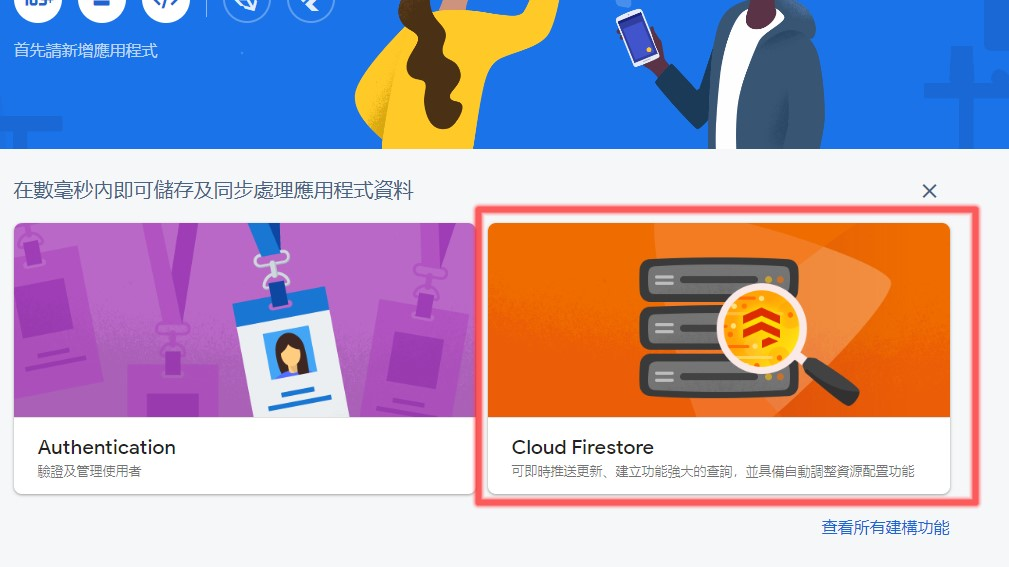 首先請新增應用程式
在數毫秒內即可儲存及同步處理應用程式資料
Authentication
驗證及管理使用者
Cloud Firestore
可即時推送更新、建立功能強大的查詢，並具備自動調整資源配置功能
查看所有建構功能